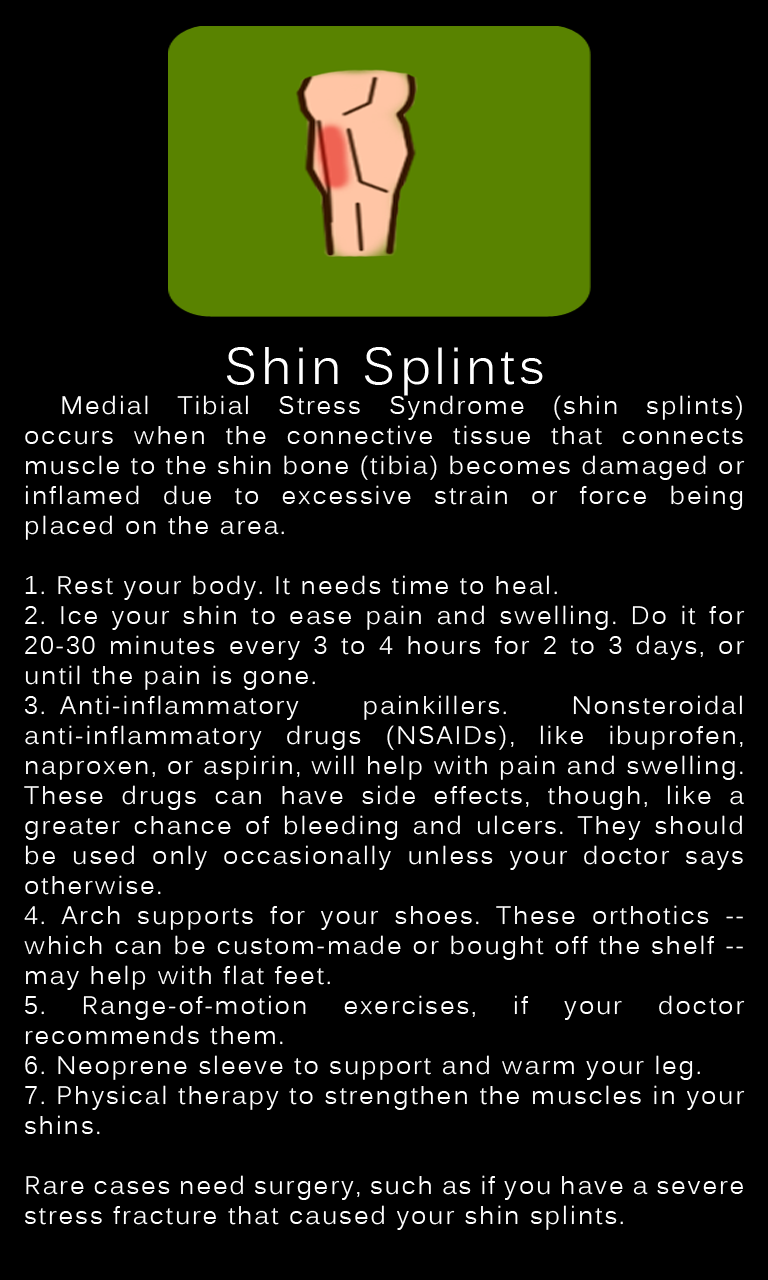 Shin Splints
Medial Tibial Stress Syndrome (shin splints)
occurs when the connective tissue that connects
muscle to the shin bone (tibia) becomes damaged or
inflamed due to excessive strain or force being
placed on the area.
1. Rest your body. It needs time to heal.
2. Ice your shin to ease pain and swelling. Do it for
20-30 minutes every 3 to 4 hours for 2 to 3 days, or
until the pain is gone.
3. Anti-inflammatory painkillers. Nonsteroidal
anti-inflammatory drugs (NSAIDs), like ibuprofen,
naproxen, or aspirin, will help with pain and swelling.
These drugs can have side effects, though, like a
greater chance of bleeding and ulcers. They should
be used only occasionally unless your doctor says
otherwise.
4. Arch supports for your shoes. These orthotics --
which can be custom-made or bought off the shelf --
may help with flat feet.
5. Range-of-motion exercises, if your doctor
recommends them.
6. Neoprene sleeve to support and warm your leg.
7. Physical therapy to strengthen the muscles in your
shins.
Rare cases need surgery, such as if you have a severe
stress fracture that caused your shin splints.